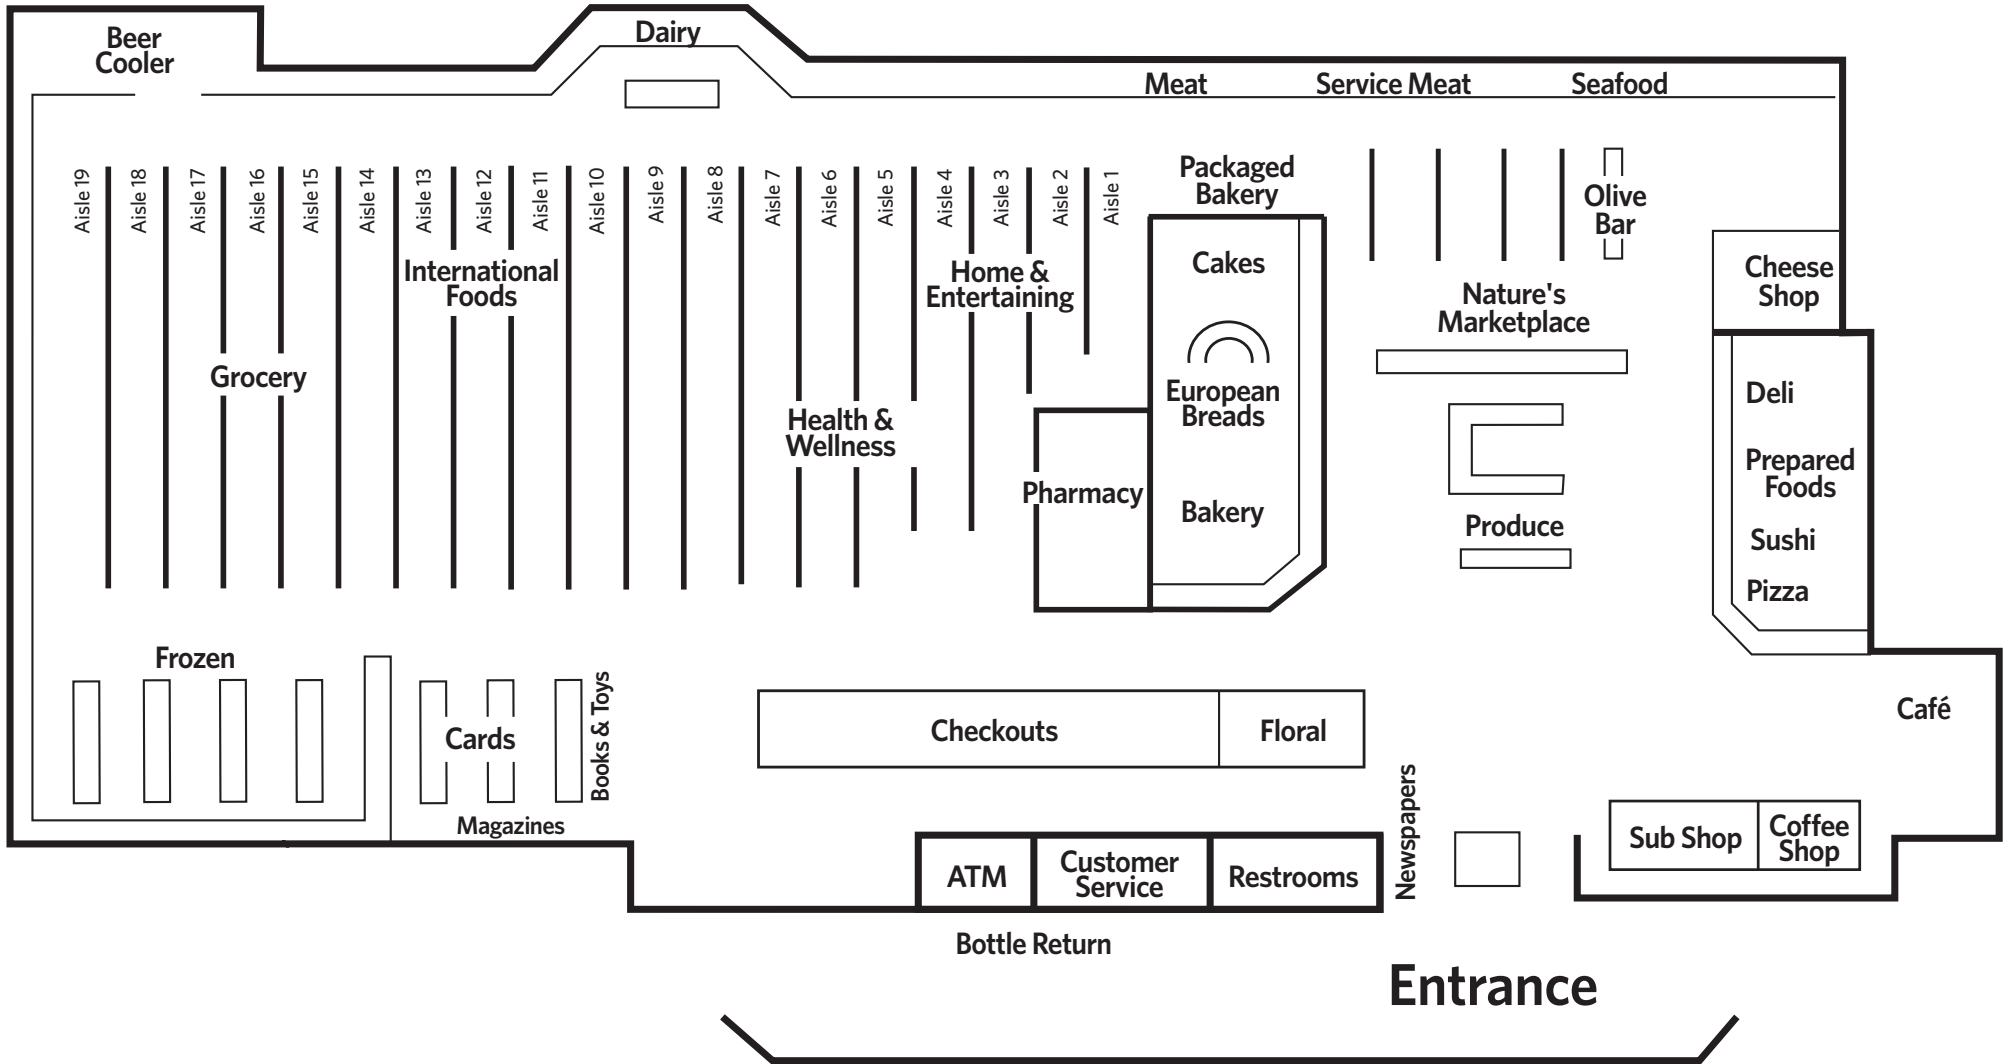 Beer
Cooler
Dairy
Meat
Service Meat
Seafood
Aisle 19
Aisle 18
Aisle 17
Aisle 16
Aisle 15
Aisle 14
Aisle 13
Aisle 12
Aisle 11
Aisle 10
Aisle 9
Aisle 8
Aisle 7
Aisle 6
Aisle 5
Aisle 4
Aisle 3
Aisle 2
Aisle 1
Packaged
Bakery
Olive
Bar
International
Foods
Home &
Entertaining
Cakes
Nature's
Marketplace
Cheese
Shop
Grocery
Health &
Wellness
European
Breads
Deli
Pharmacy
Bakery
Prepared
Foods
Produce
Sushi
Pizza
Frozen
Cards
Books & Toys
Magazines
Checkouts
Floral
Café
Newspapers
Sub Shop
Coffee
Shop
ATM
Customer
Service
Restrooms
Bottle Return
Entrance